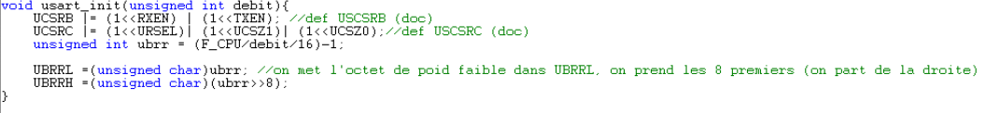 void usart_init(unsigned int debit){
UCSRB |= (1<<RXEN) | (1<<TXEN); //def USCSRB (doc)
UCSRC |= (1<<URSEL)| (1<<UCSZ1)| (1<<UCSZ0);//def USCSRC (doc)
unsigned int ubrr = (F_CPU/debit/16)-1;
UBRRL =(unsigned char)ubrr; //on met l'octet de poid faible dans UBRRL, on prend les 8 premiers (on part de la droite)
UBRRH =(unsigned char)(ubrr>>8);
}